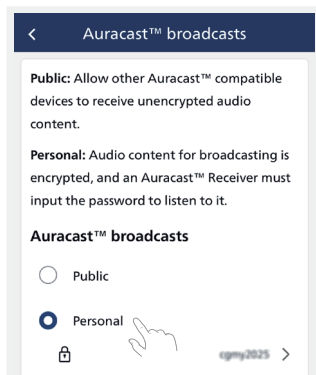 Auracast™ broadcasts
Public: Allow other Auracast™ compatible
devices to receive unencrypted audio
content.
Personal: Audio content for broadcasting is
encrypted, and an Auracast™ Receiver must
input the password to listen to it.
Auracast™ broadcasts
Public
Personal